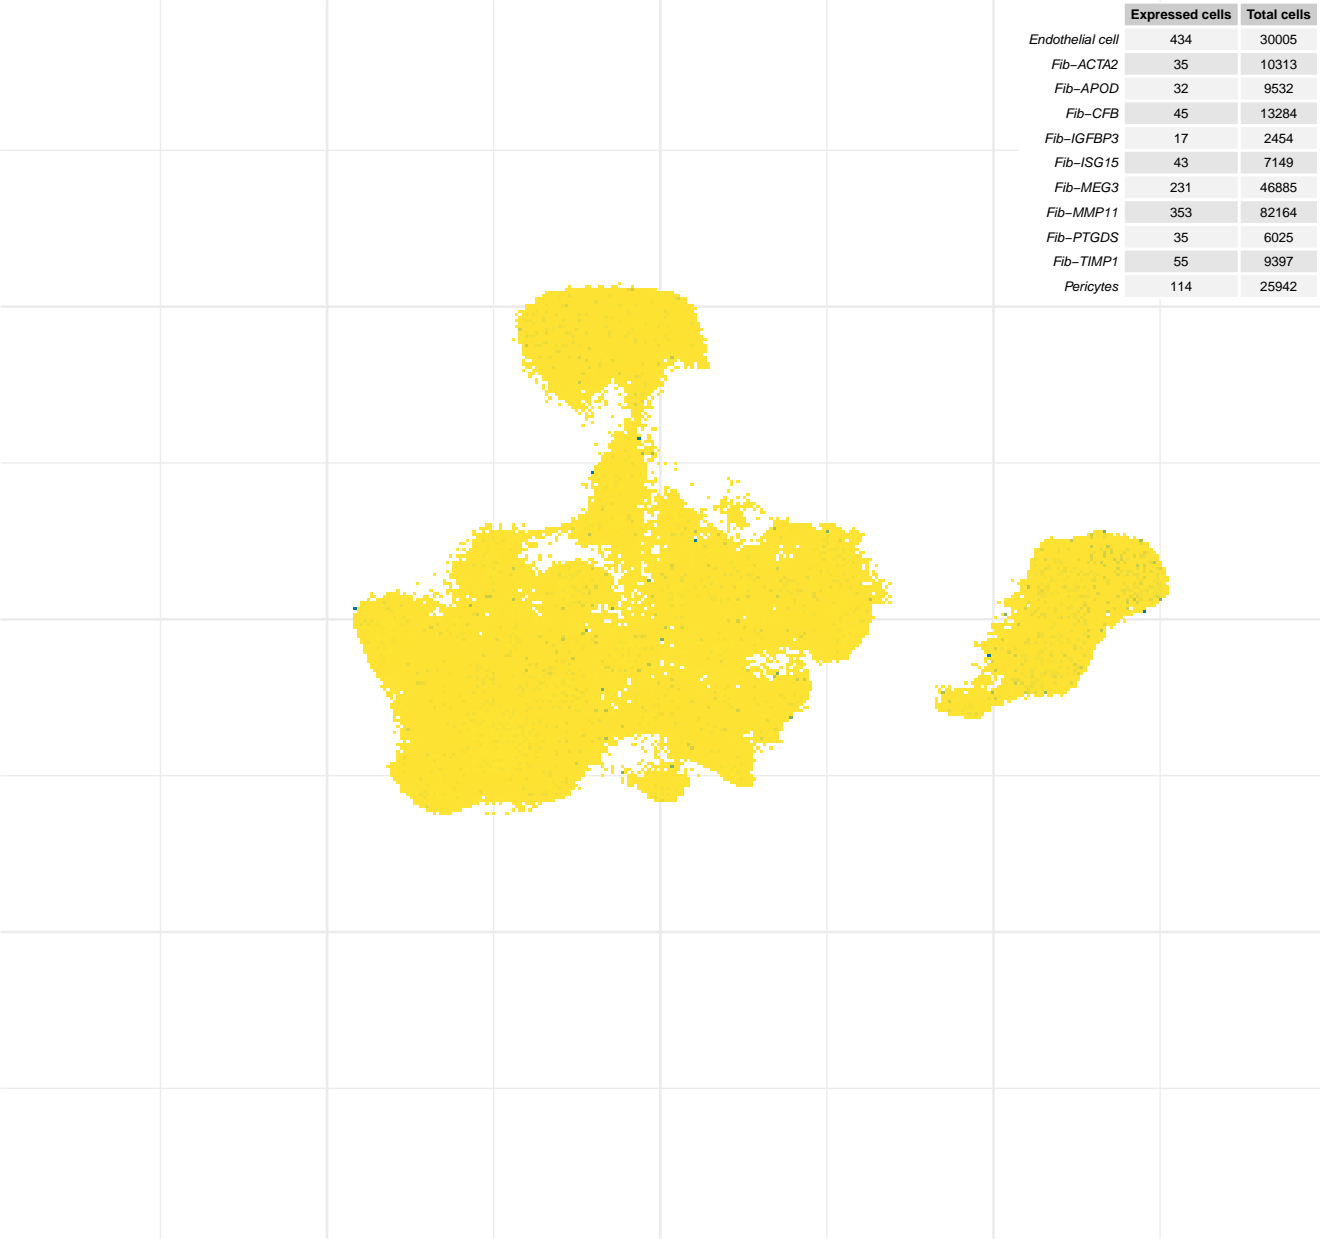 Expressed cells Total cells
Endothelial cell 434 30005
Fib−ACTA2 35 10313
Fib−APOD 32 9532
Fib−CFB 45 13284
Fib−IGFBP3 17 2454
Fib−ISG15 43 7149
Fib−MEG3 231 46885
Fib−MMP11 353 82164
Fib−PTGDS 35 6025
Fib−TIMP1 55 9397
Pericytes 114 25942